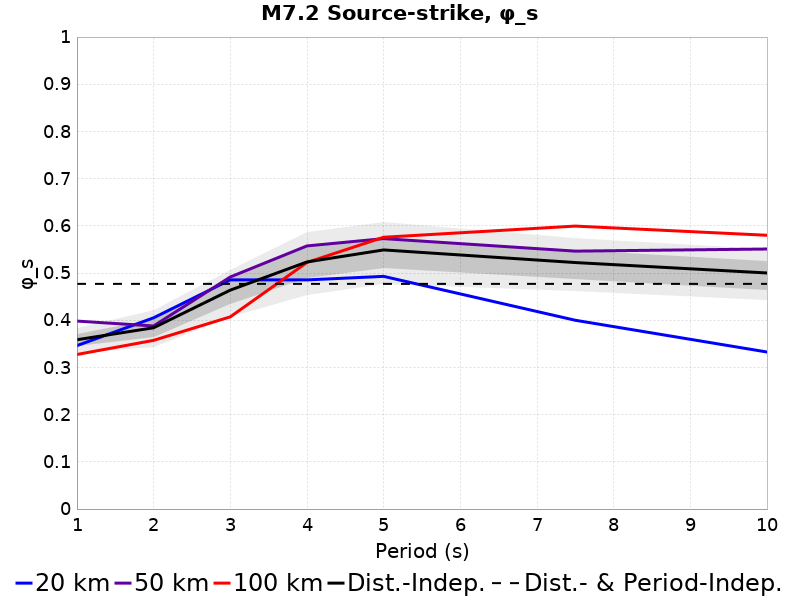 M7.2 Source-strike, φ_s
1
0.9
0.8
0.7
0.6
0.5
0.4
0.3
0.2
0.1
0
φ_s
1 2 3 4 5 6 7 8 9 10
Period (s)
20 km 50 km 100 km Dist.-Indep. Dist.- & Period-Indep.